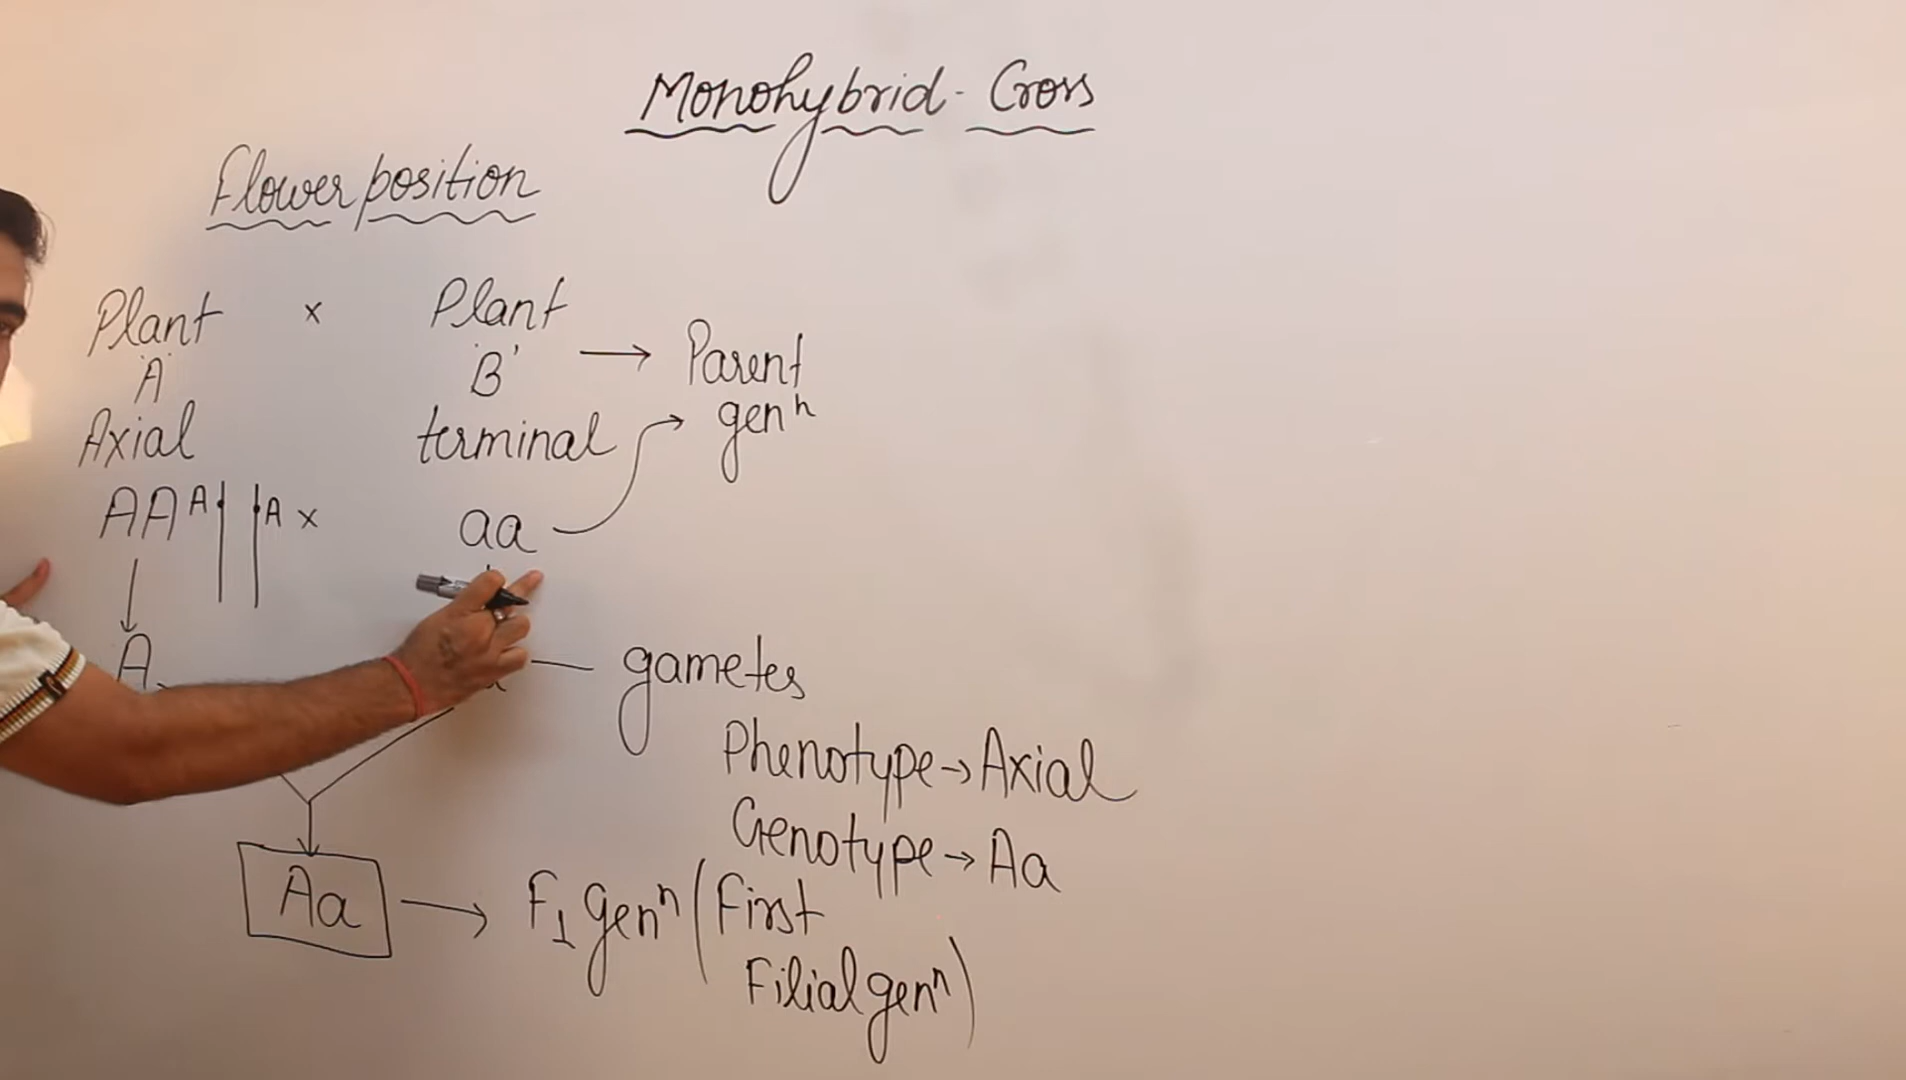 Monohybrid - Cross
Flower position
Plant x Plant
'A' 'B' → Parent
genⁿ
Axial terminal
AA A A x aa
A gametes
Phenotype → Axial
Genotype → Aa
Aa → F₁ genⁿ (First
Filial genⁿ)